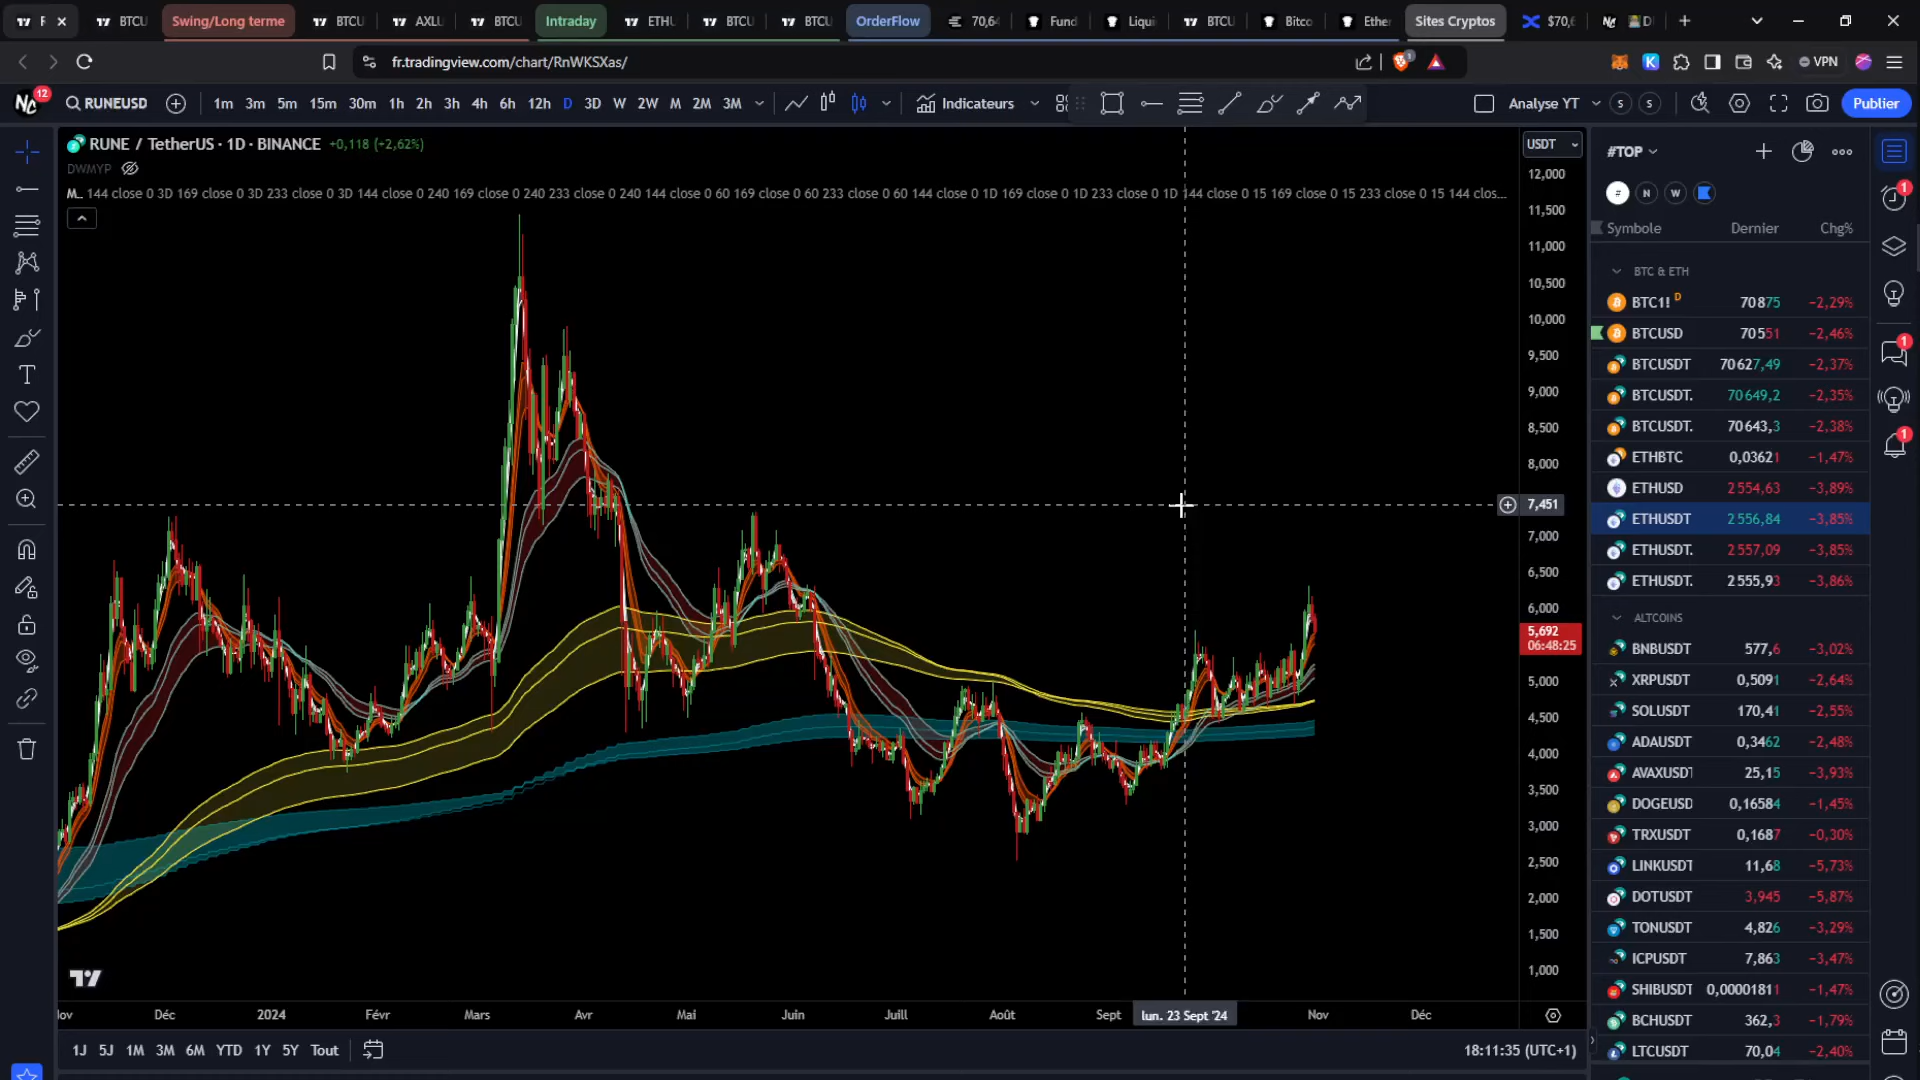 F
BTCU
Swing/Long terme
BTCU
AXLU
BTCU
Intraday
ETHU
BTCU
BTCU
OrderFlow
70,64
Fund
Liqui
BTCU
Bitco
Ether
Sites Cryptos
$70,6
fr.tradingview.com/chart/RnWKSXas/
1
VPN
12
RUNEUSD
1m 3m 5m 15m 30m 1h 2h 3h 4h 6h 12h D 3D W 2W M 2M 3M
Indicateurs
Analyse YT
S
S
Publier
RUNE / TetherUS · 1D · BINANCE +0,118 (+2,62%)
DWMYP
M.. 144 close 0 3D 169 close 0 3D 233 close 0 3D 144 close 0 240 169 close 0 240 233 close 0 240 144 close 0 60 169 close 0 60 233 close 0 60 144 close 0 1D 169 close 0 1D 233 close 0 1D 144 close 0 15 169 close 0 15 233 close 0 15 144 clos...
USDT
12,000
11,500
11,000
10,500
10,000
9,500
9,000
8,500
8,000
7,451
7,000
6,500
6,000
5,692
06:48:25
5,000
4,500
4,000
3,500
3,000
2,500
2,000
1,500
1,000
Déc 2024 Févr Mars Avr Mai Juin Juill Août Sept lun. 23 Sept '24 Nov Déc
1J 5J 1M 3M 6M YTD 1Y 5Y Tout
18:11:35 (UTC+1)
#TOP
# N W
Symbole Dernier Chg%
BTC & ETH
BTC1! D 70875 −2,29%
BTCUSD 70551 −2,46%
BTCUSDT 70627,49 −2,37%
BTCUSDT. 70649,2 −2,35%
BTCUSDT. 70643,3 −2,38%
ETHBTC 0,03621 −1,47%
ETHUSD 2554,63 −3,89%
ETHUSDT 2556,84 −3,85%
ETHUSDT. 2557,09 −3,85%
ETHUSDT. 2555,93 −3,86%
ALTCOINS
BNBUSDT 577,6 −3,02%
XRPUSDT 0,5091 −2,64%
SOLUSDT 170,41 −2,55%
ADAUSDT 0,3462 −2,48%
AVAXUSDT 25,15 −3,93%
DOGEUSD 0,16584 −1,45%
TRXUSDT 0,1687 −0,30%
LINKUSDT 11,68 −5,73%
DOTUSDT 3,945 −5,87%
TONUSDT 4,826 −3,29%
ICPUSDT 7,863 −3,47%
SHIBUSDT 0,00001811 −1,47%
BCHUSDT 362,3 −1,79%
LTCUSDT 70,04 −2,40%
1
1
1